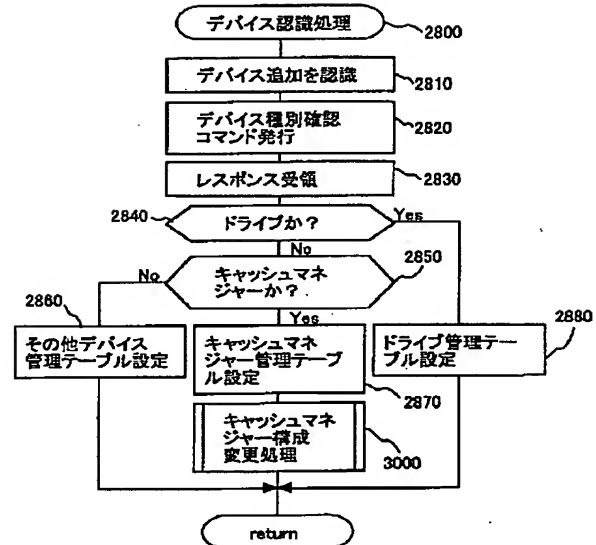 デバイス認識処理
2800
デバイス追加を認識
2810
デバイス種別確認
コマンド発行
2820
レスポンス受領
2830
2840
ドライブか?
Yes
No
2850
No
キャッシュマネ
ジャーか?
2860
Yes
2880
その他デバイス
管理テーブル設定
キャッシュマネ
ジャー管理テーブ
ル設定
ドライブ管理テー
ブル設定
2870
キャッシュマネ
ジャー構成
変更処理
3000
return